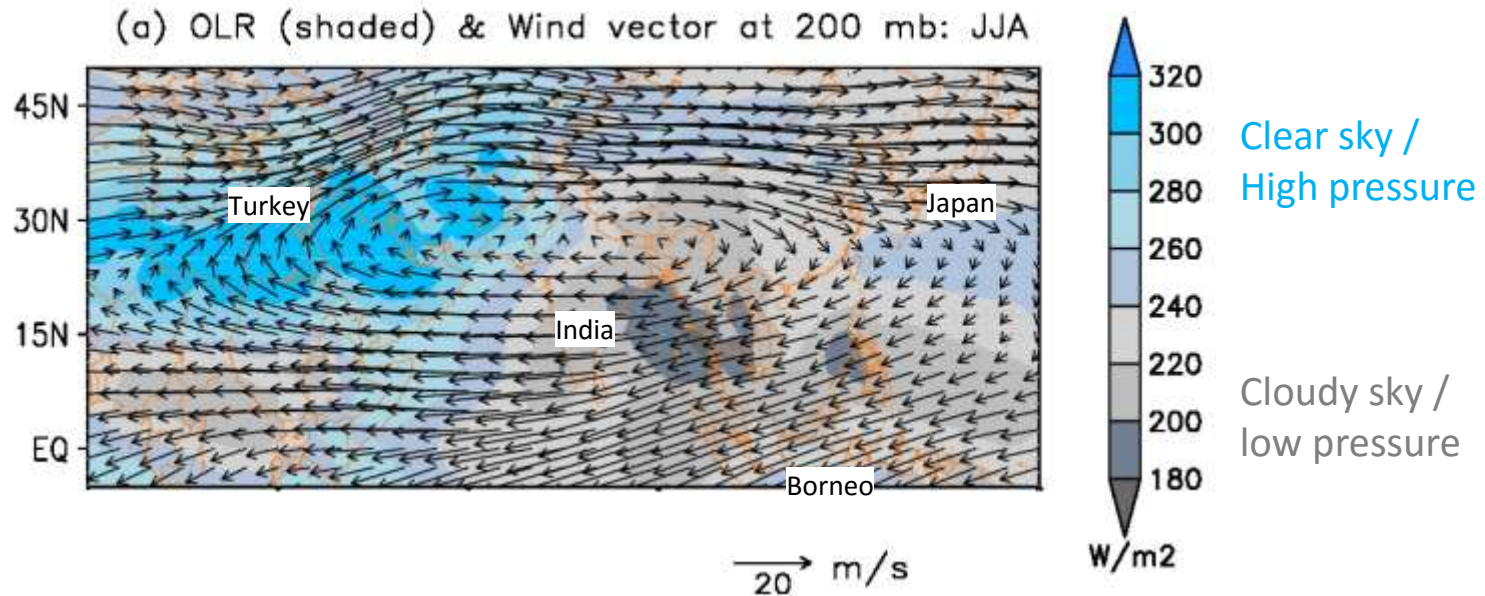 (a) OLR (shaded) & Wind vector at 200 mb: JJA
45N
30N
15N
EQ
Turkey
Japan
India
Borneo
20 m/s
320
300
280
260
240
220
200
180
W/m2
Clear sky /
High pressure
Cloudy sky /
low pressure